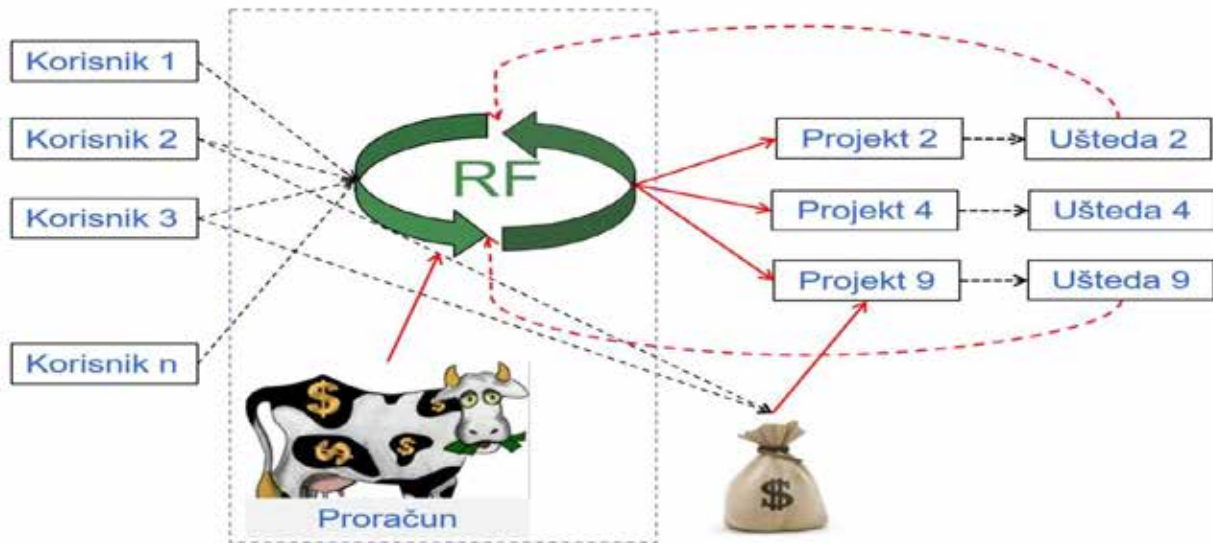 Korisnik 1
Korisnik 2
Korisnik 3
Korisnik n
RF
$
$
$
$
Proračun
Projekt 2
Ušteda 2
Projekt 4
Ušteda 4
Projekt 9
Ušteda 9
$